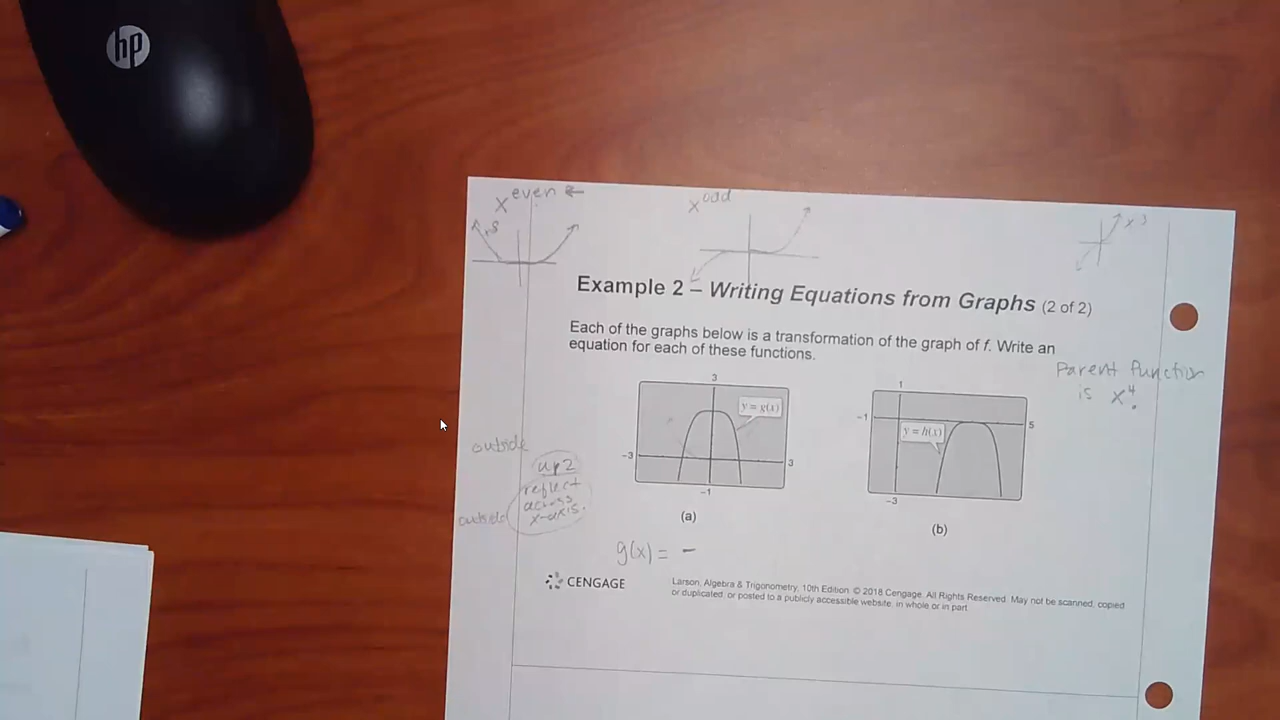 hp
x even ←
x odd
x3
Example 2 – Writing Equations from Graphs (2 of 2)
Each of the graphs below is a transformation of the graph of f. Write an
equation for each of these functions.
Parent function
is x⁴.
3
y = g(x)
-3
3
-1
(a)
1
-1
5
y = h(x)
-3
(b)
outside
up 2
reflect
across
x-axis.
outside
g(x) = -
CENGAGE
Larson, Algebra & Trigonometry, 10th Edition. © 2018 Cengage. All Rights Reserved. May not be scanned, copied
or duplicated, or posted to a publicly accessible website, in whole or in part.